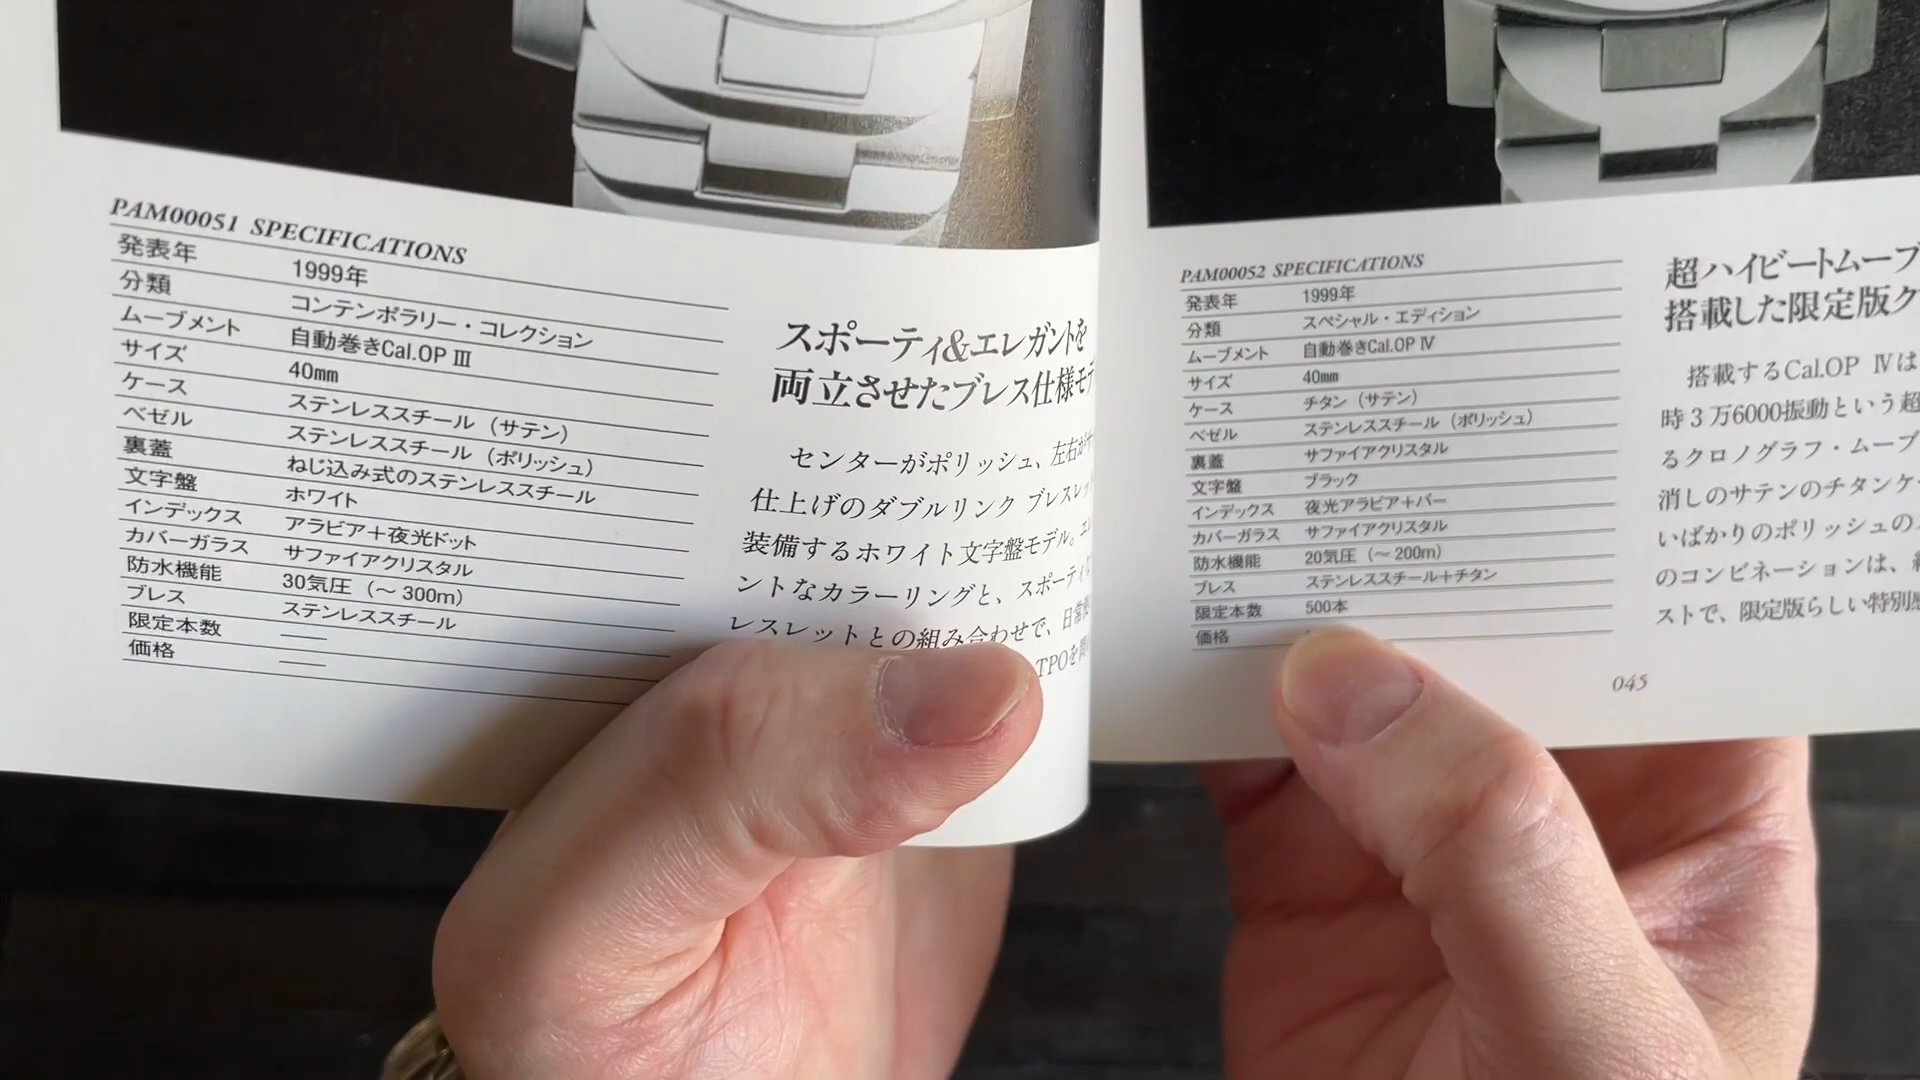 PAM00051 SPECIFICATIONS
発表年 1999年
分類 コンテンポラリー・コレクション
ムーブメント 自動巻きCal.OP Ⅲ
サイズ 40mm
ケース ステンレススチール（サテン）
ベゼル ステンレススチール（ポリッシュ）
裏蓋 ねじ込み式のステンレススチール
文字盤 ホワイト
インデックス アラビア＋夜光ドット
カバーガラス サファイアクリスタル
防水機能 30気圧（～300m）
ブレス ステンレススチール
限定本数 ——
価格 ——
スポーティ&エレガントを
両立させたブレス仕様モデ
センターがポリッシュ、左右が
仕上げのダブルリンク ブレスレッ
装備するホワイト文字盤モデル。エ
ントなカラーリングと、スポーティな
レスレットとの組み合わせで、日常
TPOを
PAM00052 SPECIFICATIONS
発表年 1999年
分類 スペシャル・エディション
ムーブメント 自動巻きCal.OP Ⅳ
サイズ 40mm
ケース チタン（サテン）
ベゼル ステンレススチール（ポリッシュ）
裏蓋 サファイアクリスタル
文字盤 ブラック
インデックス 夜光アラビア＋バー
カバーガラス サファイアクリスタル
防水機能 20気圧（～200m）
ブレス ステンレススチール＋チタン
限定本数 500本
価格
超ハイビートムーブ
搭載した限定版ク
搭載するCal.OP Ⅳは
時３万6000振動という超
るクロノグラフ・ムーブ
消しのサテンのチタンケー
いばかりのポリッシュの
のコンビネーションは、
ストで、限定版らしい特別感
045